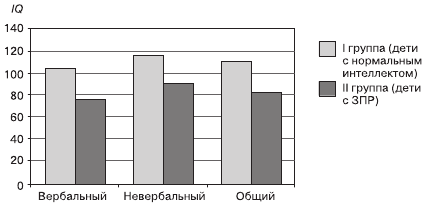 IQ
140
120
100
80
60
40
20
0
Вербальный Невербальный Общий
I группа (дети
с нормальным
интеллектом)
II группа (дети
с ЗПР)